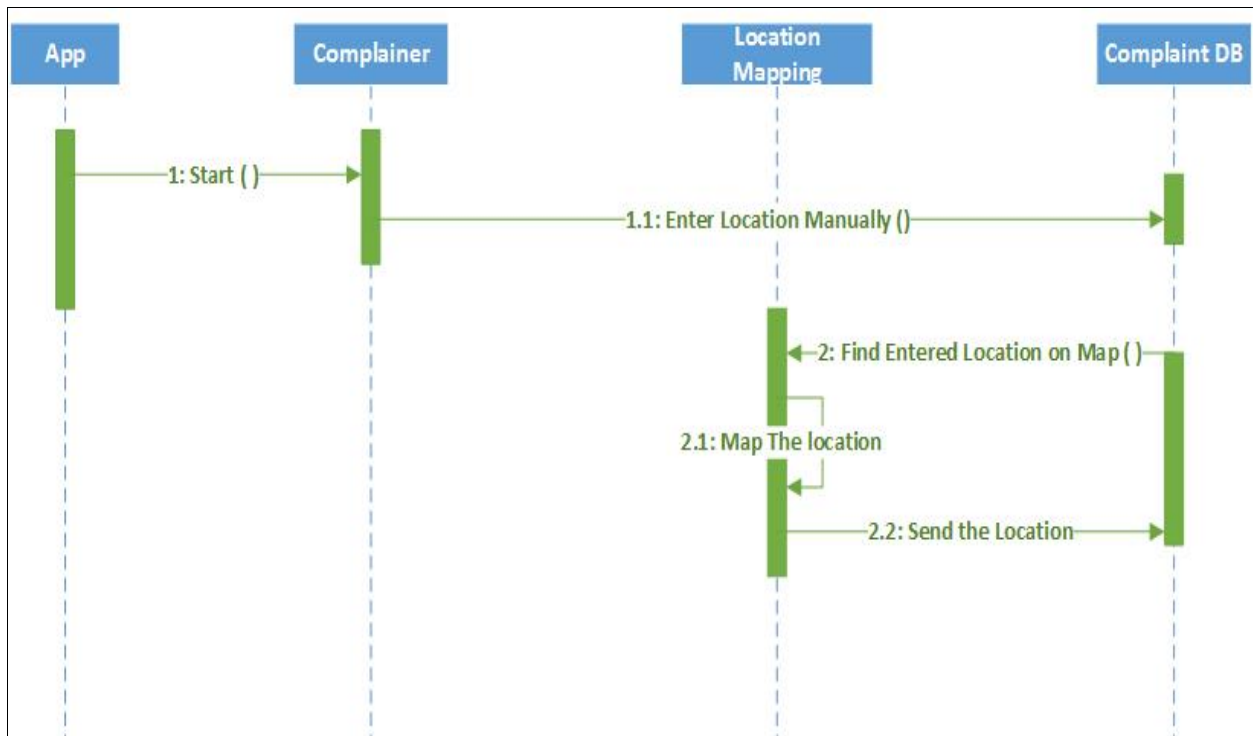 App
Complainer
Location
Mapping
Complaint DB
1: Start ( )
1.1: Enter Location Manually ()
2: Find Entered Location on Map ( )
2.1: Map The location
2.2: Send the Location